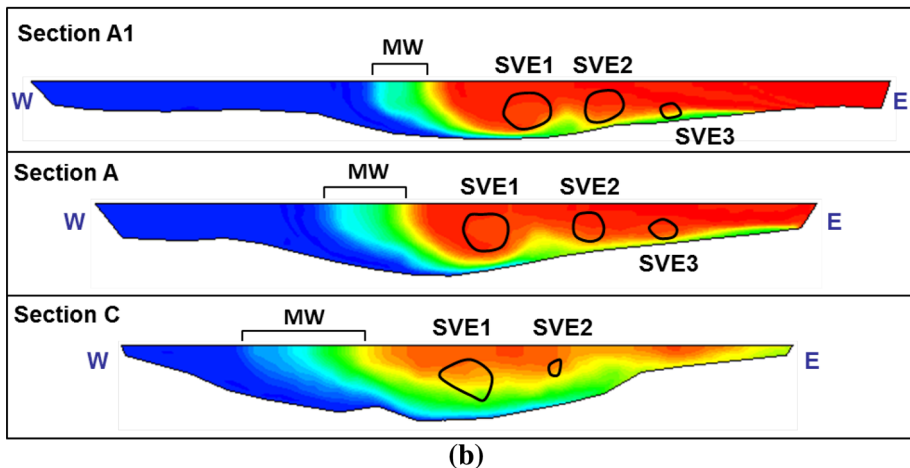 Section A1
MW
SVE1 SVE2
W E
SVE3
Section A
MW
SVE1 SVE2
W E
SVE3
Section C
MW
SVE1 SVE2
W E
(b)